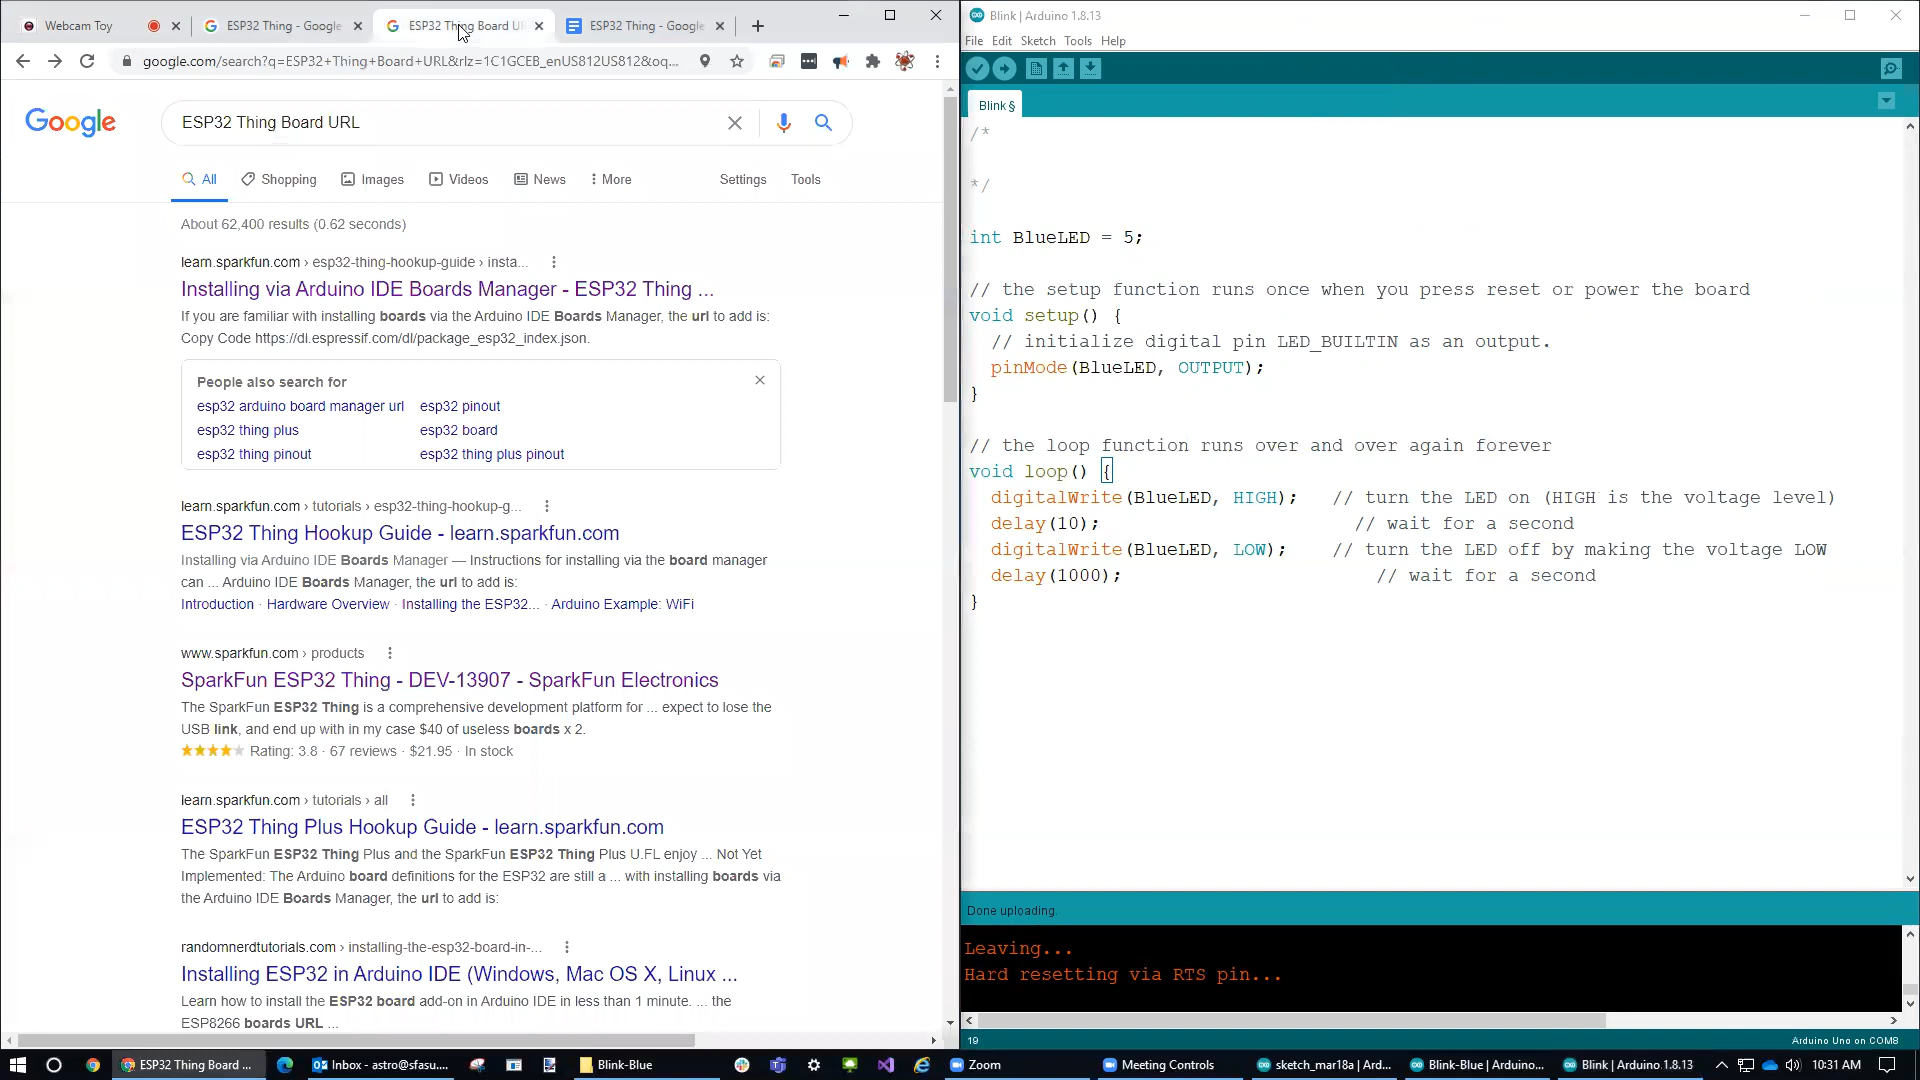 Webcam Toy
ESP32 Thing - Google
ESP32 Thing Board UR
ESP32 Thing - Google
google.com/search?q=ESP32+Thing+Board+URL&rlz=1C1GCEB_enUS812US812&oq...
Google
ESP32 Thing Board URL
All
Shopping
Images
Videos
News
More
Settings
Tools
About 62,400 results (0.62 seconds)
learn.sparkfun.com › esp32-thing-hookup-guide › insta...
Installing via Arduino IDE Boards Manager - ESP32 Thing ...
If you are familiar with installing boards via the Arduino IDE Boards Manager, the url to add is:
Copy Code https://dl.espressif.com/dl/package_esp32_index.json.
People also search for
esp32 arduino board manager url
esp32 pinout
esp32 thing plus
esp32 board
esp32 thing pinout
esp32 thing plus pinout
learn.sparkfun.com › tutorials › esp32-thing-hookup-g...
ESP32 Thing Hookup Guide - learn.sparkfun.com
Installing via Arduino IDE Boards Manager — Instructions for installing via the board manager
can ... Arduino IDE Boards Manager, the url to add is:
Introduction · Hardware Overview · Installing the ESP32... · Arduino Example: WiFi
www.sparkfun.com › products
SparkFun ESP32 Thing - DEV-13907 - SparkFun Electronics
The SparkFun ESP32 Thing is a comprehensive development platform for ... expect to lose the
USB link, and end up with in my case $40 of useless boards x 2.
Rating: 3.8 · 67 reviews · $21.95 · In stock
learn.sparkfun.com › tutorials › all
ESP32 Thing Plus Hookup Guide - learn.sparkfun.com
The SparkFun ESP32 Thing Plus and the SparkFun ESP32 Thing Plus U.FL enjoy ... Not Yet
Implemented: The Arduino board definitions for the ESP32 are still a ... with installing boards via
the Arduino IDE Boards Manager, the url to add is:
randomnerdtutorials.com › installing-the-esp32-board-in-...
Installing ESP32 in Arduino IDE (Windows, Mac OS X, Linux ...
Learn how to install the ESP32 board add-on in Arduino IDE in less than 1 minute. ... the
ESP8266 boards URL ...
Blink | Arduino 1.8.13
File Edit Sketch Tools Help
Blink §
/*
*/
int BlueLED = 5;
// the setup function runs once when you press reset or power the board
void setup() {
// initialize digital pin LED_BUILTIN as an output.
pinMode(BlueLED, OUTPUT);
}
// the loop function runs over and over again forever
void loop() {
digitalWrite(BlueLED, HIGH); // turn the LED on (HIGH is the voltage level)
delay(10); // wait for a second
digitalWrite(BlueLED, LOW); // turn the LED off by making the voltage LOW
delay(1000); // wait for a second
}
Done uploading.
Leaving...
Hard resetting via RTS pin...
19
Arduino Uno on COM8
ESP32 Thing Board ...
Inbox - astro@sfasu....
Blink-Blue
Zoom
Meeting Controls
sketch_mar18a | Ard...
Blink-Blue | Arduino...
Blink | Arduino 1.8.13
10:31 AM